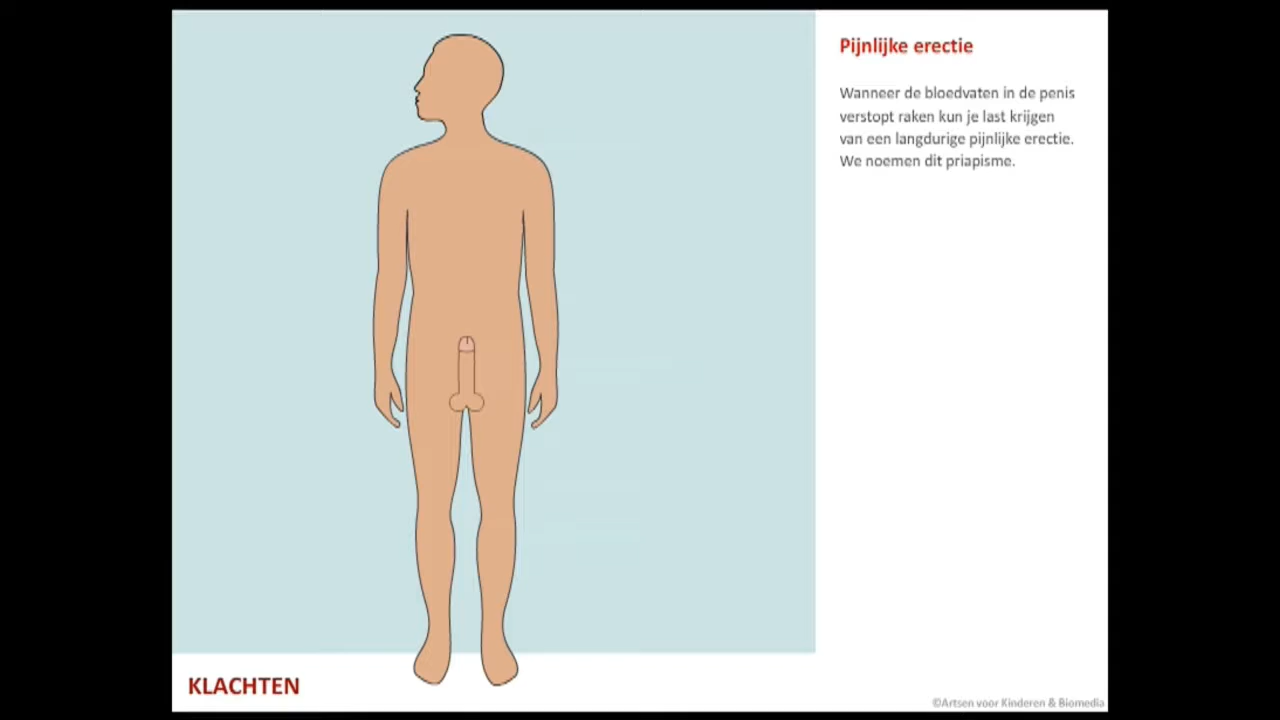 Pijnlijke erectie
Wanneer de bloedvaten in de penis
verstopt raken kun je last krijgen
van een langdurige pijnlijke erectie.
We noemen dit priapisme.
KLACHTEN
©Artsen voor Kinderen & Biomedia